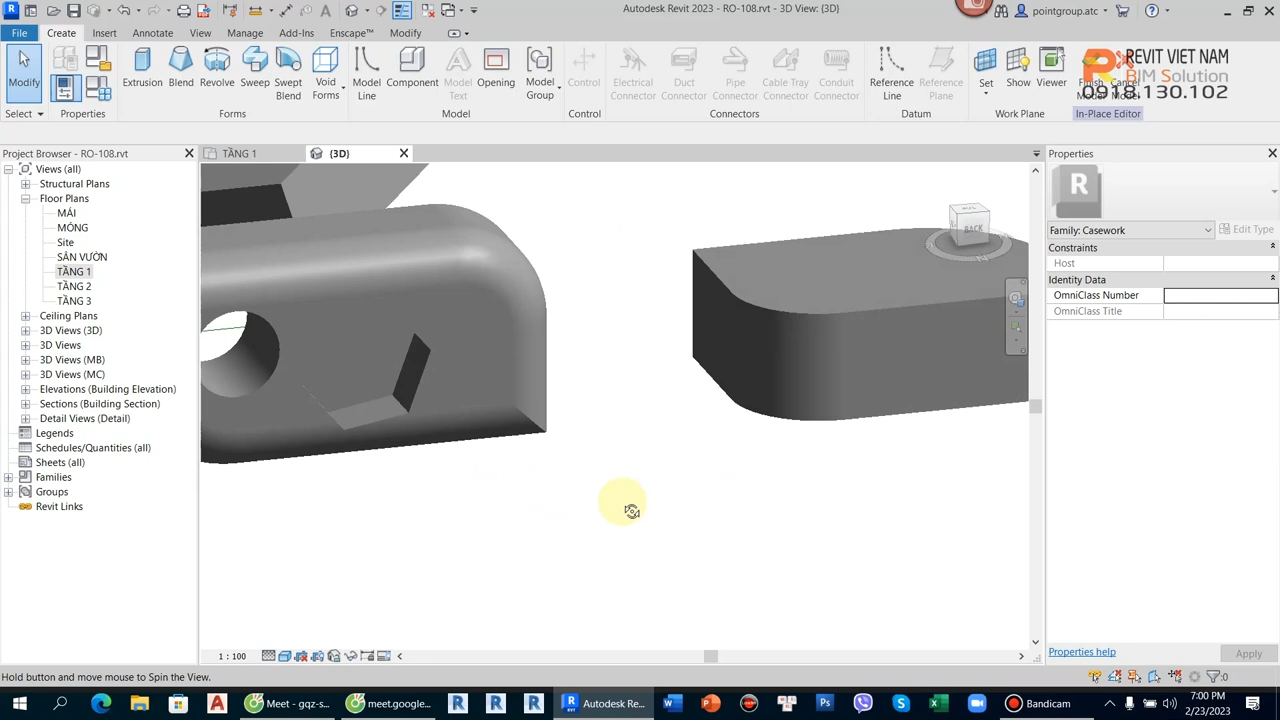 Autodesk Revit 2023 - RO-108.rvt - 3D View: {3D}
pointgroup.atc
File
Create
Insert
Annotate
View
Manage
Add-Ins
Enscape™
Modify
Modify
Extrusion
Blend
Revolve
Sweep
Swept Blend
Void Forms
Model Line
Component
Model Text
Opening
Model Group
Control
Electrical Connector
Duct Connector
Pipe Connector
Cable Tray Connector
Conduit Connector
Reference Line
Reference Plane
Set
Show
Viewer
Finish Model
Cancel Model
REVIT VIET NAM
BIM Solution
0918.130.102
Select
Properties
Forms
Model
Control
Connectors
Datum
Work Plane
In-Place Editor
Project Browser - RO-108.rvt
TẦNG 1
{3D}
Properties
Views (all)
Structural Plans
Floor Plans
MÁI
MÓNG
Site
SÂN VƯỜN
TẦNG 1
TẦNG 2
TẦNG 3
Ceiling Plans
3D Views (3D)
3D Views
3D Views (MB)
3D Views (MC)
Elevations (Building Elevation)
Sections (Building Section)
Detail Views (Detail)
Legends
Schedules/Quantities (all)
Sheets (all)
Families
Groups
Revit Links
BACK
R
Family: Casework
Edit Type
Constraints
Host
Identity Data
OmniClass Number
OmniClass Title
1 : 100
Properties help
Apply
Hold button and move mouse to Spin the View.
:0
Meet - gqz-s...
meet.google...
Autodesk Re...
Bandicam
7:00 PM
2/23/2023